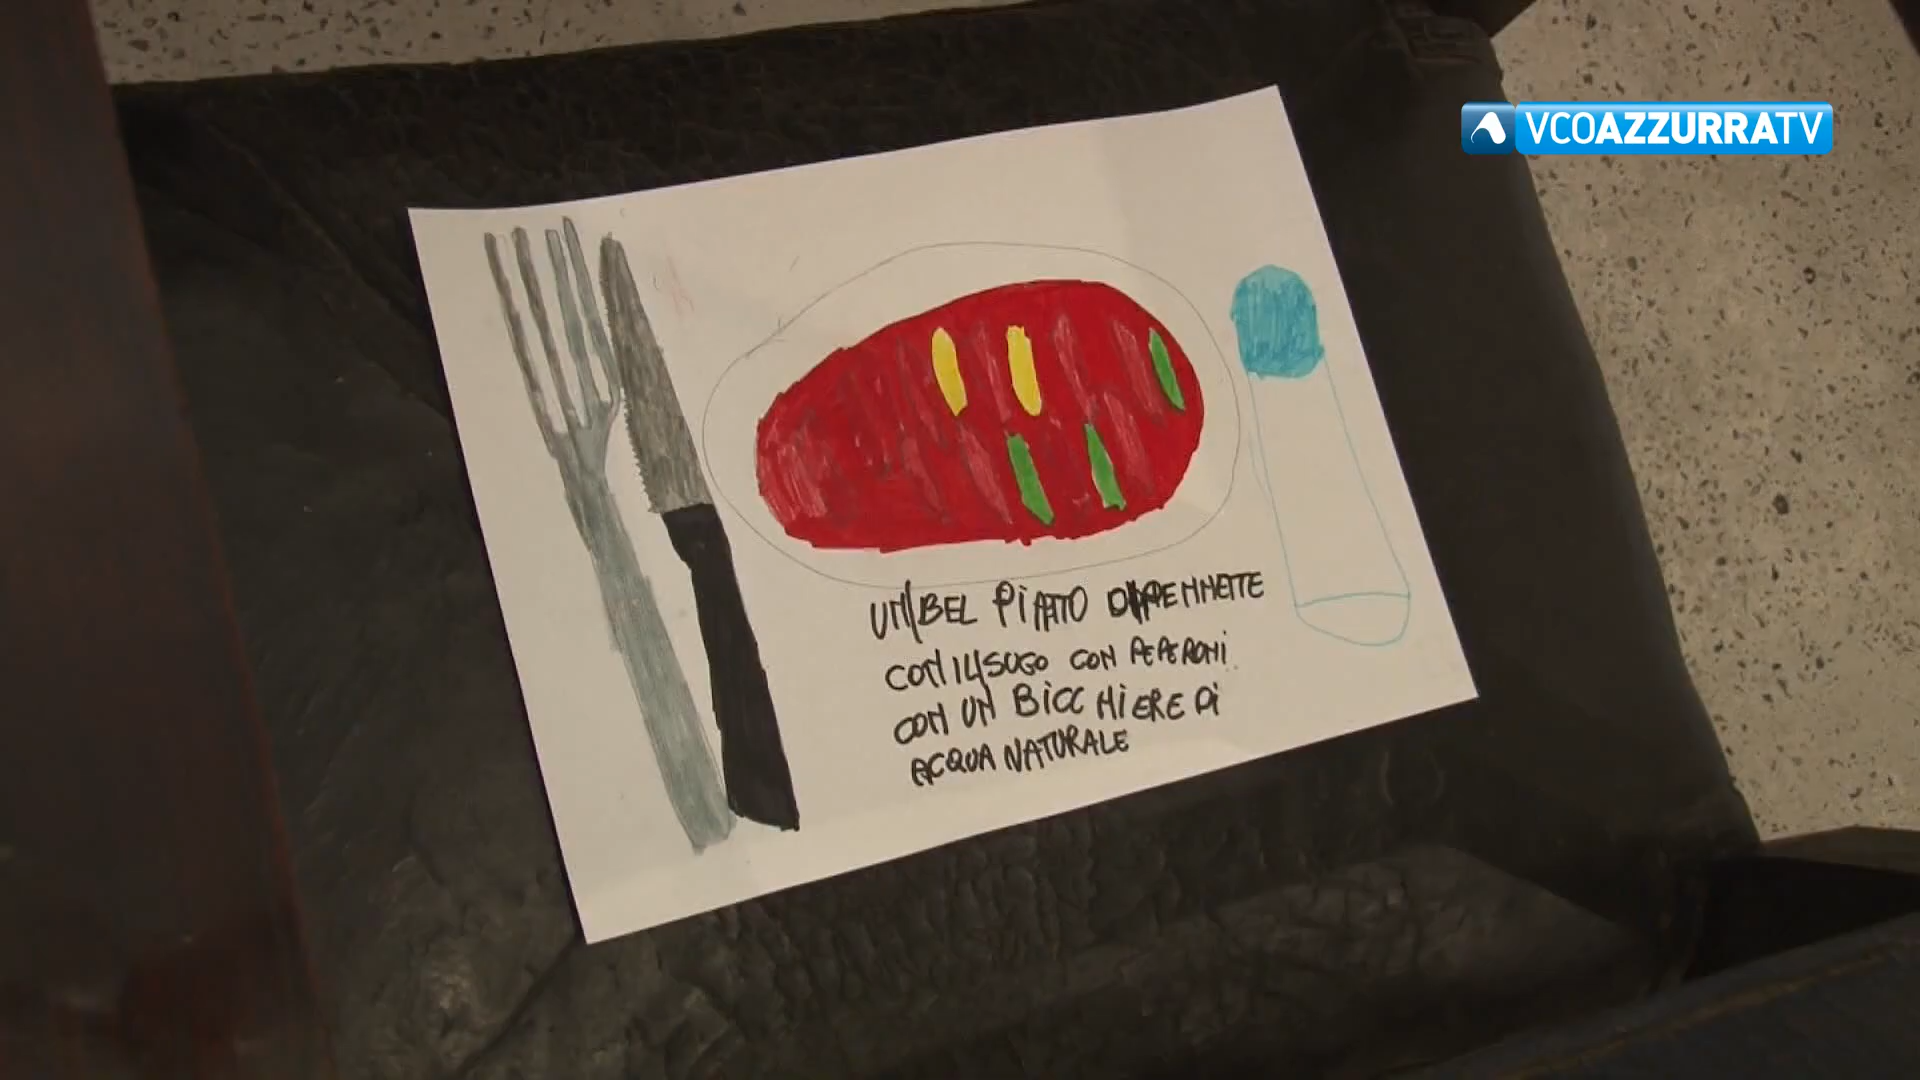 VCOAZZURRATV
UN BEL PIATTO DI PENNETTE
CON IL SUGO CON PEPERONI
CON UN BICCHIERE DI
ACQUA NATURALE